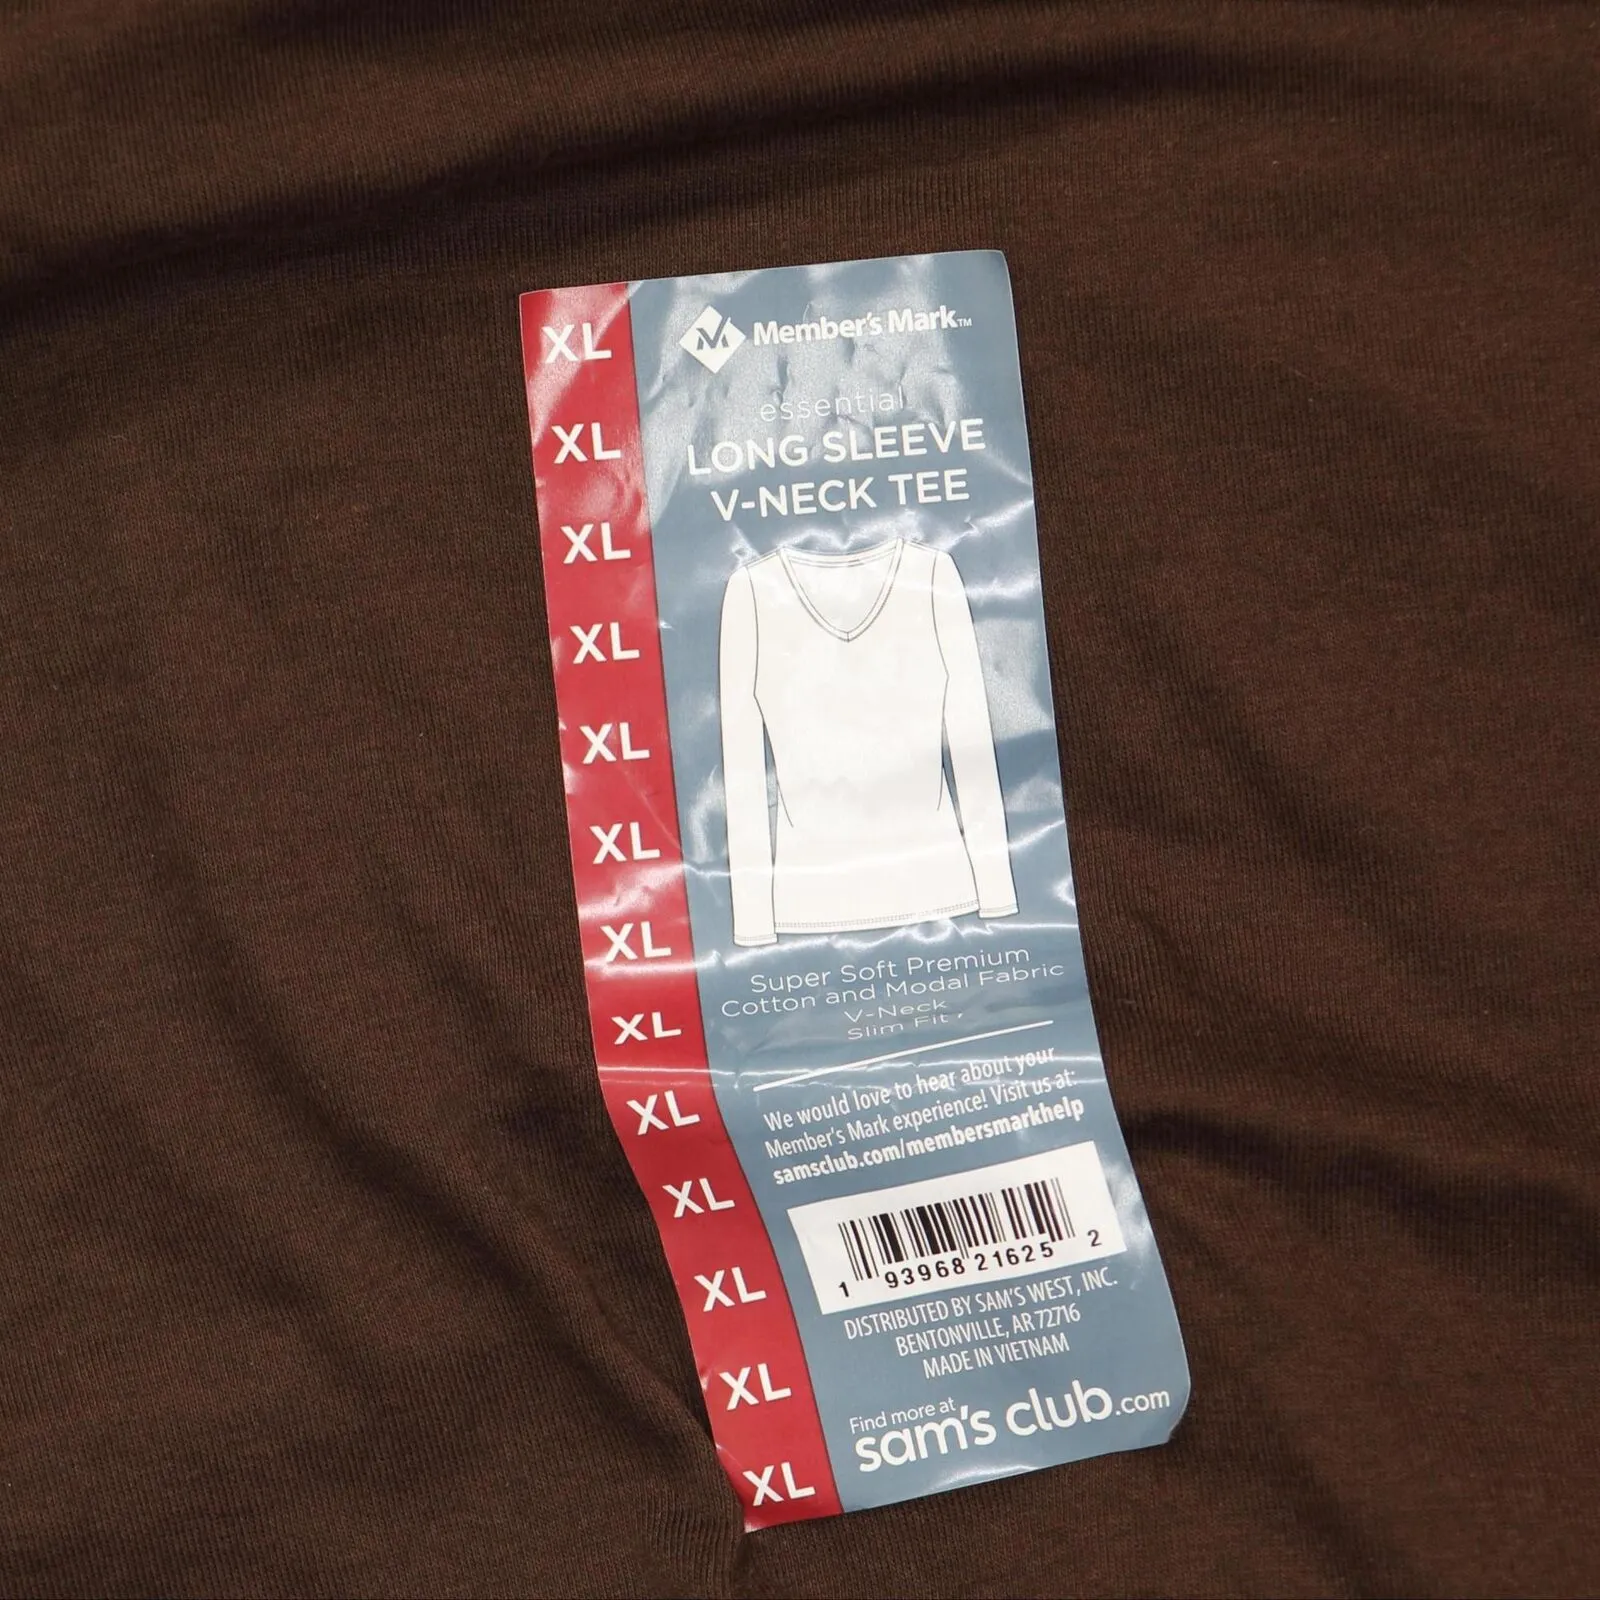 XL
XL
XL
XL
XL
XL
XL
XL
XL
XL
XL
XL
XL
Member's Mark™
essential
LONG SLEEVE
V-NECK TEE
Super Soft Premium
Cotton and Modal Fabric
V-Neck
Slim Fit
We would love to hear about your
Member's Mark experience! Visit us at:
samsclub.com/membersmarkhelp
1 93968 21625 2
DISTRIBUTED BY SAM'S WEST, INC.
BENTONVILLE, AR 72716
MADE IN VIETNAM
Find more at
sam's club.com